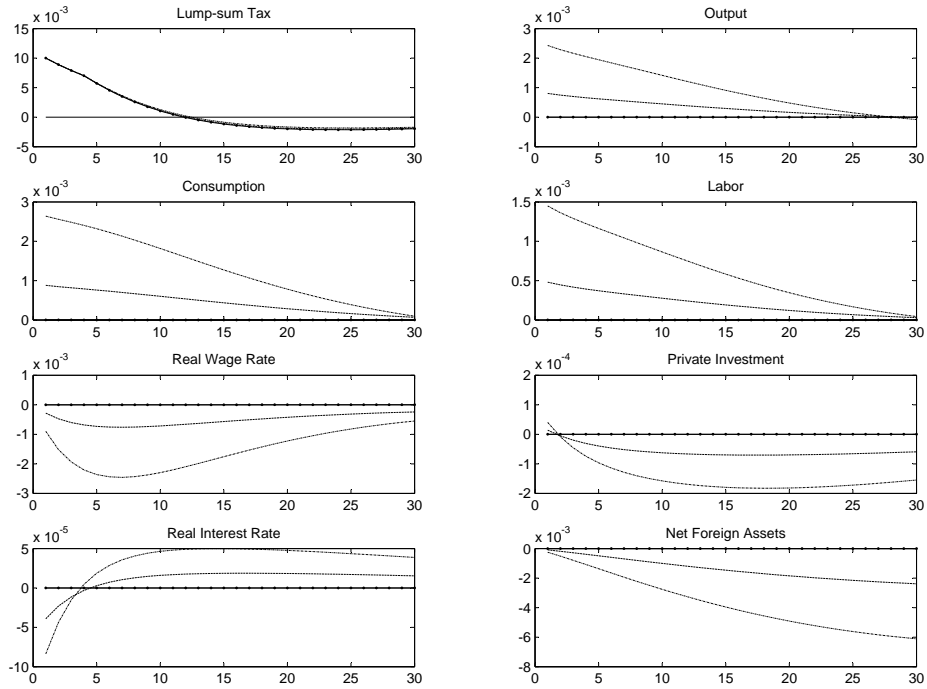 x 10⁻³
Lump-sum Tax
15
10
5
0
-5
0 5 10 15 20 25 30
x 10⁻³
Output
3
2
1
0
-1
0 5 10 15 20 25 30
x 10⁻³
Consumption
3
2
1
0
0 5 10 15 20 25 30
x 10⁻³
Labor
1.5
1
0.5
0
0 5 10 15 20 25 30
x 10⁻³
Real Wage Rate
1
0
-1
-2
-3
0 5 10 15 20 25 30
x 10⁻⁴
Private Investment
2
1
0
-1
-2
0 5 10 15 20 25 30
x 10⁻⁵
Real Interest Rate
5
0
-5
-10
0 5 10 15 20 25 30
x 10⁻³
Net Foreign Assets
0
-2
-4
-6
-8
0 5 10 15 20 25 30